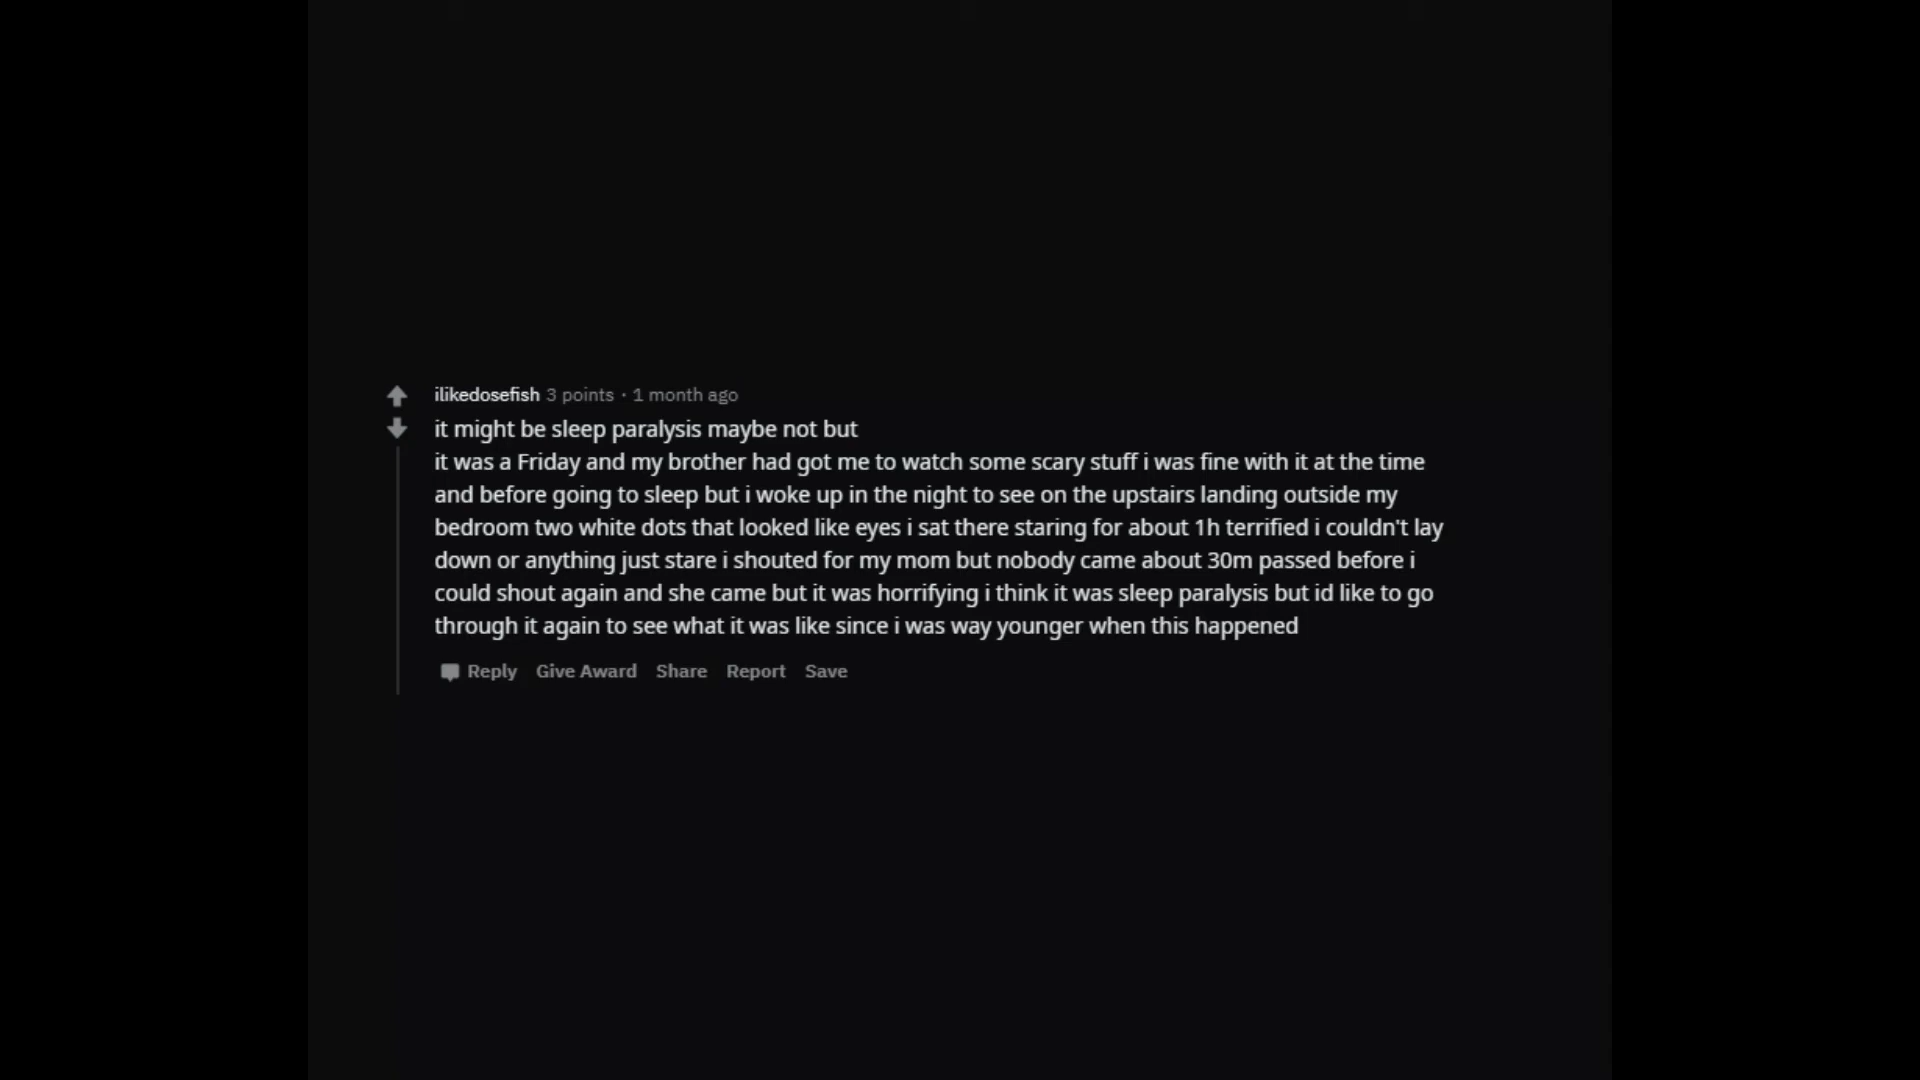 ilikedosefish 3 points · 1 month ago
it might be sleep paralysis maybe not but
it was a Friday and my brother had got me to watch some scary stuff i was fine with it at the time
and before going to sleep but i woke up in the night to see on the upstairs landing outside my
bedroom two white dots that looked like eyes i sat there staring for about 1h terrified i couldn't lay
down or anything just stare i shouted for my mom but nobody came about 30m passed before i
could shout again and she came but it was horrifying i think it was sleep paralysis but id like to go
through it again to see what it was like since i was way younger when this happened
Reply Give Award Share Report Save